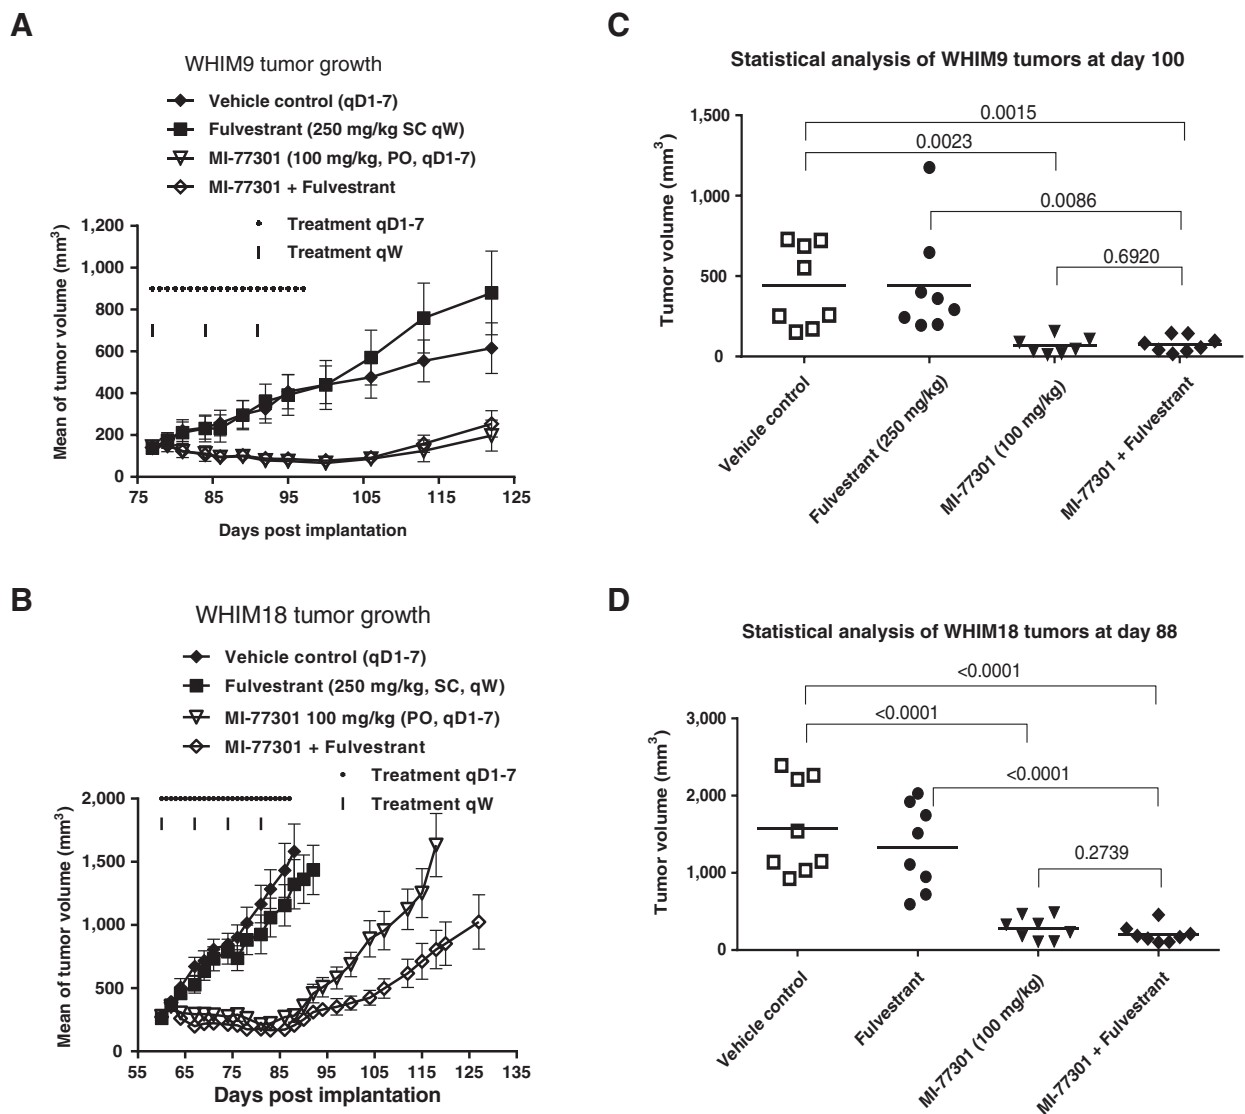 A
WHIM9 tumor growth
Vehicle control (qD1-7)
Fulvestrant (250 mg/kg SC qW)
MI-77301 (100 mg/kg, PO, qD1-7)
MI-77301 + Fulvestrant
Treatment qD1-7
Treatment qW
Mean of tumor volume (mm3)
1,200
1,000
800
600
400
200
0
75 85 95 105 115 125
Days post implantation
B
WHIM18 tumor growth
Vehicle control (qD1-7)
Fulvestrant (250 mg/kg, SC, qW)
MI-77301 100 mg/kg (PO, qD1-7)
MI-77301 + Fulvestrant
Treatment qD1-7
Treatment qW
Mean of tumor volume (mm3)
2,000
1,500
1,000
500
0
55 65 75 85 95 105 115 125 135
Days post implantation
C
Statistical analysis of WHIM9 tumors at day 100
Tumor volume (mm3)
1,500
1,000
500
0
0.0015
0.0023
0.0086
0.6920
Vehicle control
Fulvestrant (250 mg/kg)
MI-77301 (100 mg/kg)
MI-77301 + Fulvestrant
D
Statistical analysis of WHIM18 tumors at day 88
Tumor volume (mm3)
3,000
2,000
1,000
0
<0.0001
<0.0001
<0.0001
0.2739
Vehicle control
Fulvestrant
MI-77301 (100 mg/kg)
MI-77301 + Fulvestrant